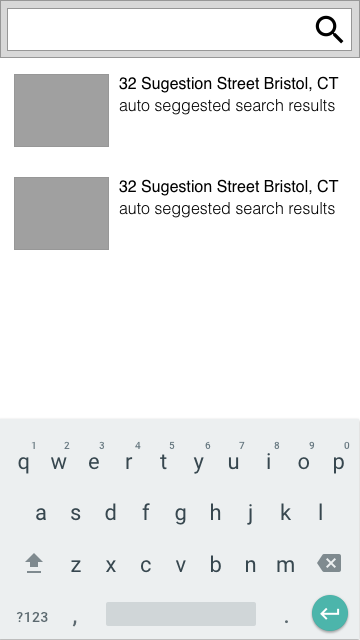 32 Sugestion Street Bristol, CT
auto seggested search results
32 Sugestion Street Bristol, CT
auto seggested search results
1 2 3 4 5 6 7 8 9 0
q w e r t y u i o p
a s d f g h j k l
z x c v b n m
?123 , .